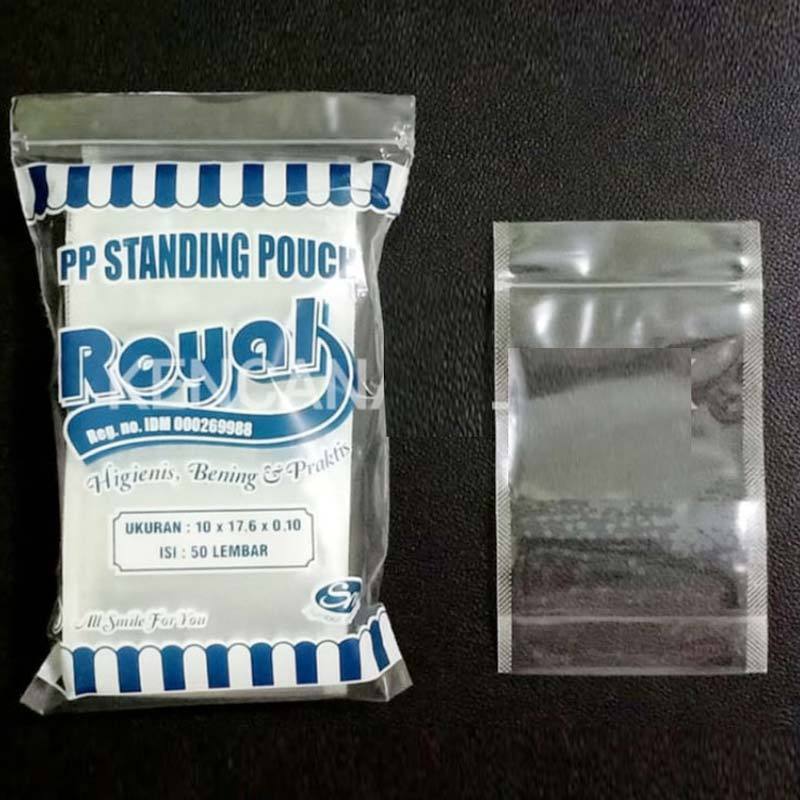 PP STANDING POUCH
Royal
KENCANA
Reg. no. IDM 000269988
Higienis, Bening & Praktis
UKURAN : 10 x 17.6 x 0.10
ISI : 50 LEMBAR
All Smile For You